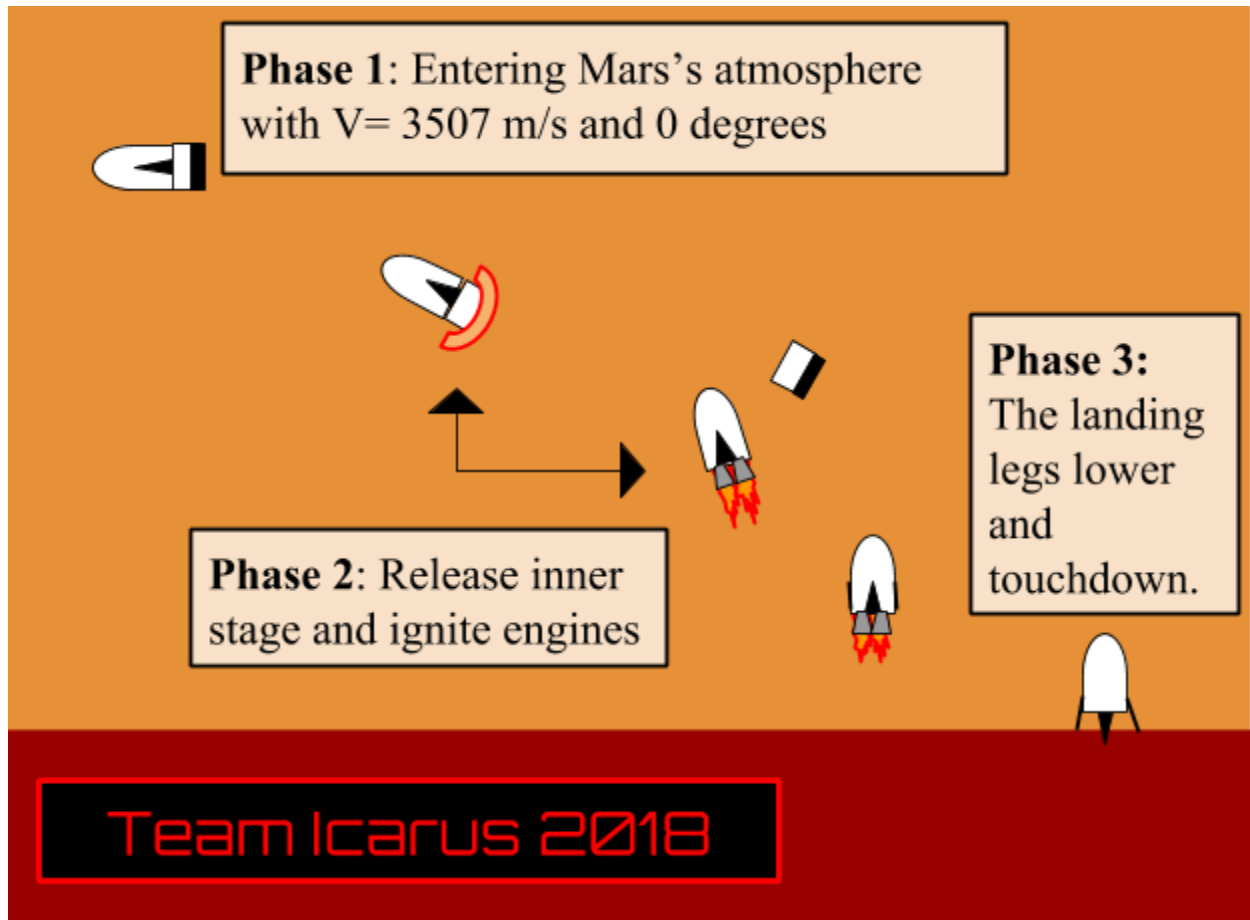 Phase 1: Entering Mars's atmosphere
with V= 3507 m/s and 0 degrees
Phase 2: Release inner
stage and ignite engines
Phase 3:
The landing
legs lower
and
touchdown.
Team Icarus 2018